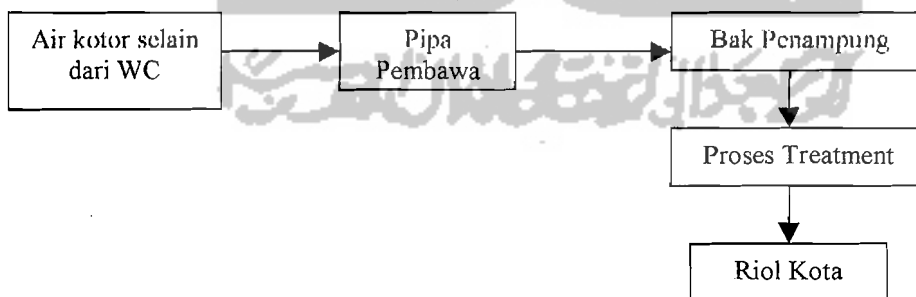 Air kotor selain
dari WC
Pipa
Pembawa
Bak Penampung
Proses Treatment
Riol Kota